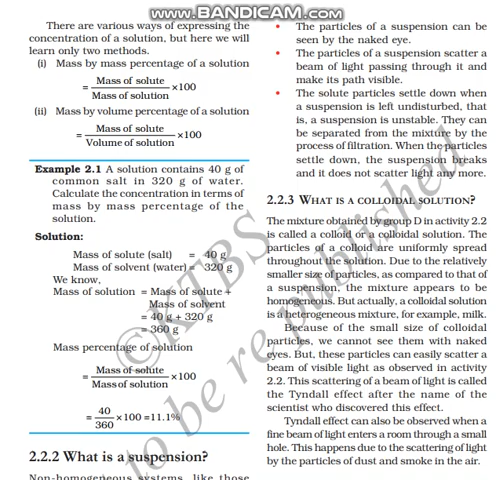 www.BANDICAM.com
There are various ways of expressing the
concentration of a solution, but here we will
learn only two methods.
(i) Mass by mass percentage of a solution
= Mass of solute / Mass of solution ×100
(ii) Mass by volume percentage of a solution
= Mass of solute / Volume of solution ×100
Example 2.1 A solution contains 40 g of
common salt in 320 g of water.
Calculate the concentration in terms of
mass by mass percentage of the
solution.
Solution:
Mass of solute (salt) = 40 g
Mass of solvent (water) = 320 g
We know,
Mass of solution = Mass of solute +
Mass of solvent
= 40 g + 320 g
= 360 g
Mass percentage of solution
= Mass of solute / Mass of solution ×100
= 40 / 360 ×100 =11.1%
2.2.2 What is a suspension?
Non-homogeneous systems, like those
• The particles of a suspension can be
seen by the naked eye.
• The particles of a suspension scatter a
beam of light passing through it and
make its path visible.
• The solute particles settle down when
a suspension is left undisturbed, that
is, a suspension is unstable. They can
be separated from the mixture by the
process of filtration. When the particles
settle down, the suspension breaks
and it does not scatter light any more.
2.2.3 WHAT IS A COLLOIDAL SOLUTION?
The mixture obtained by group D in activity 2.2
is called a colloid or a colloidal solution. The
particles of a colloid are uniformly spread
throughout the solution. Due to the relatively
smaller size of particles, as compared to that of
a suspension, the mixture appears to be
homogeneous. But actually, a colloidal solution
is a heterogeneous mixture, for example, milk.
Because of the small size of colloidal
particles, we cannot see them with naked
eyes. But, these particles can easily scatter a
beam of visible light as observed in activity
2.2. This scattering of a beam of light is called
the Tyndall effect after the name of the
scientist who discovered this effect.
Tyndall effect can also be observed when a
fine beam of light enters a room through a small
hole. This happens due to the scattering of light
by the particles of dust and smoke in the air.
©KTBS
to be re published